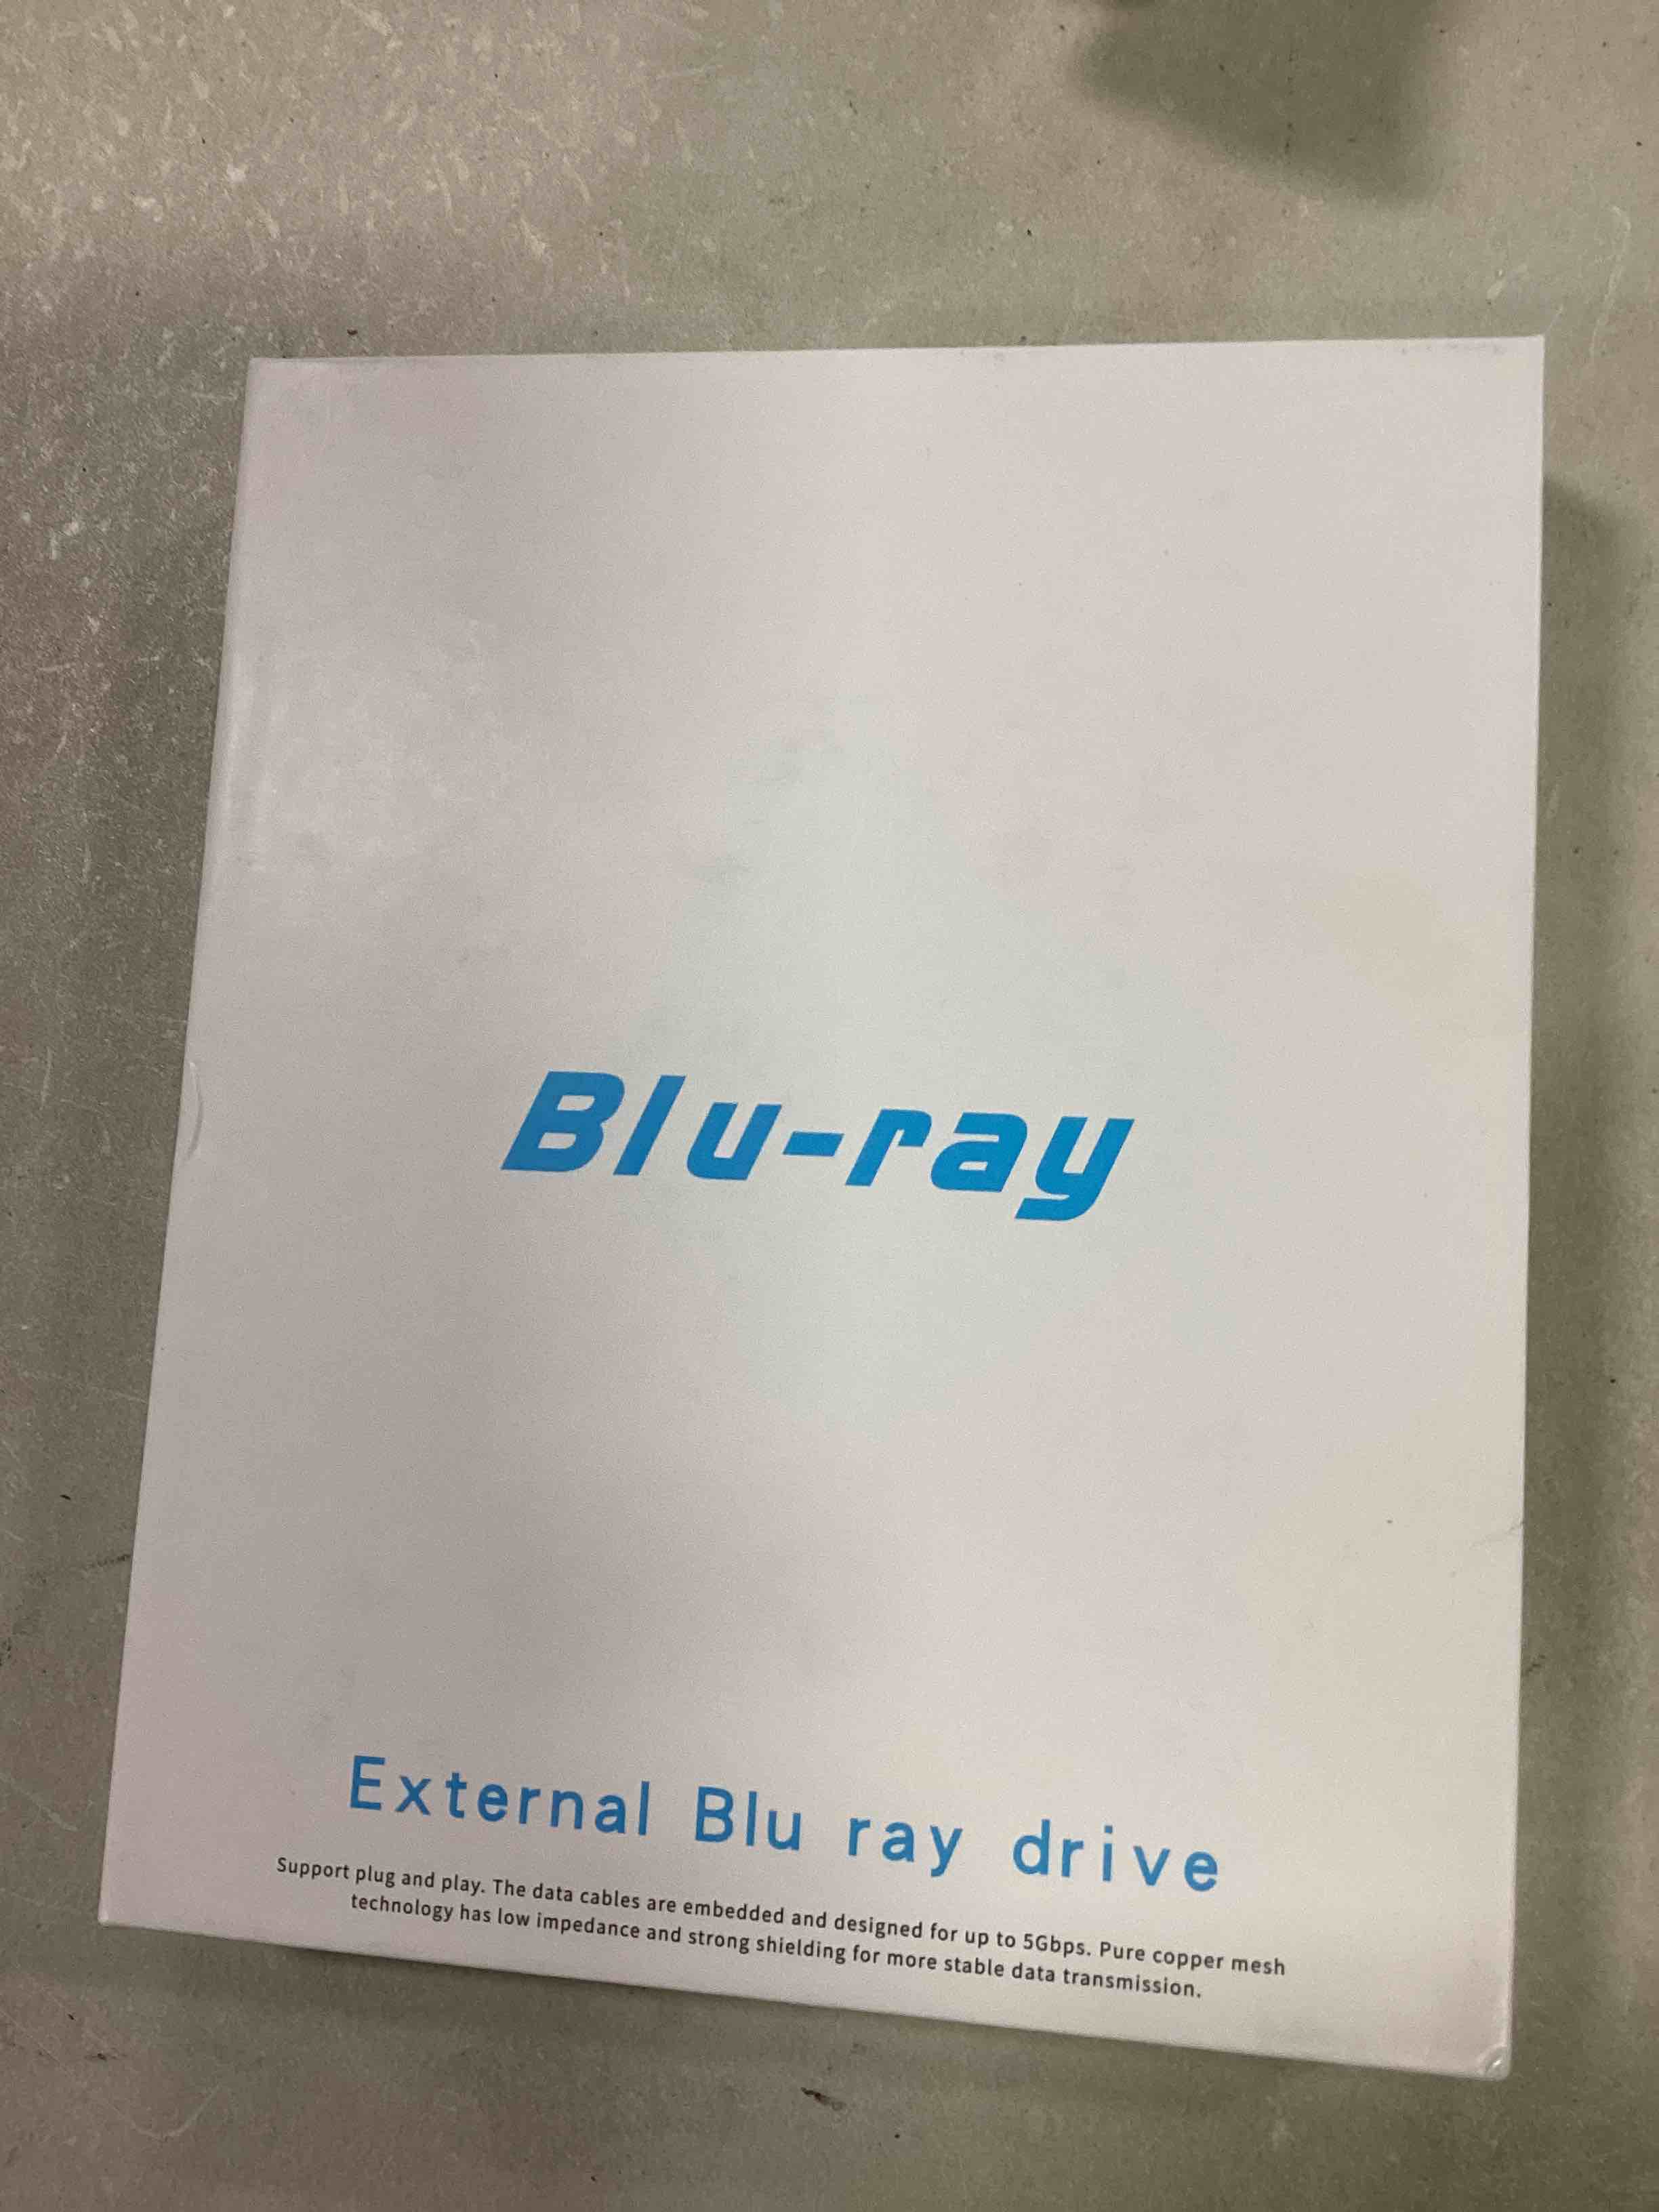 Blu-ray
External Blu ray drive
Support plug and play. The data cables are embedded and designed for up to 5Gbps. Pure copper mesh
technology has low impedance and strong shielding for more stable data transmission.